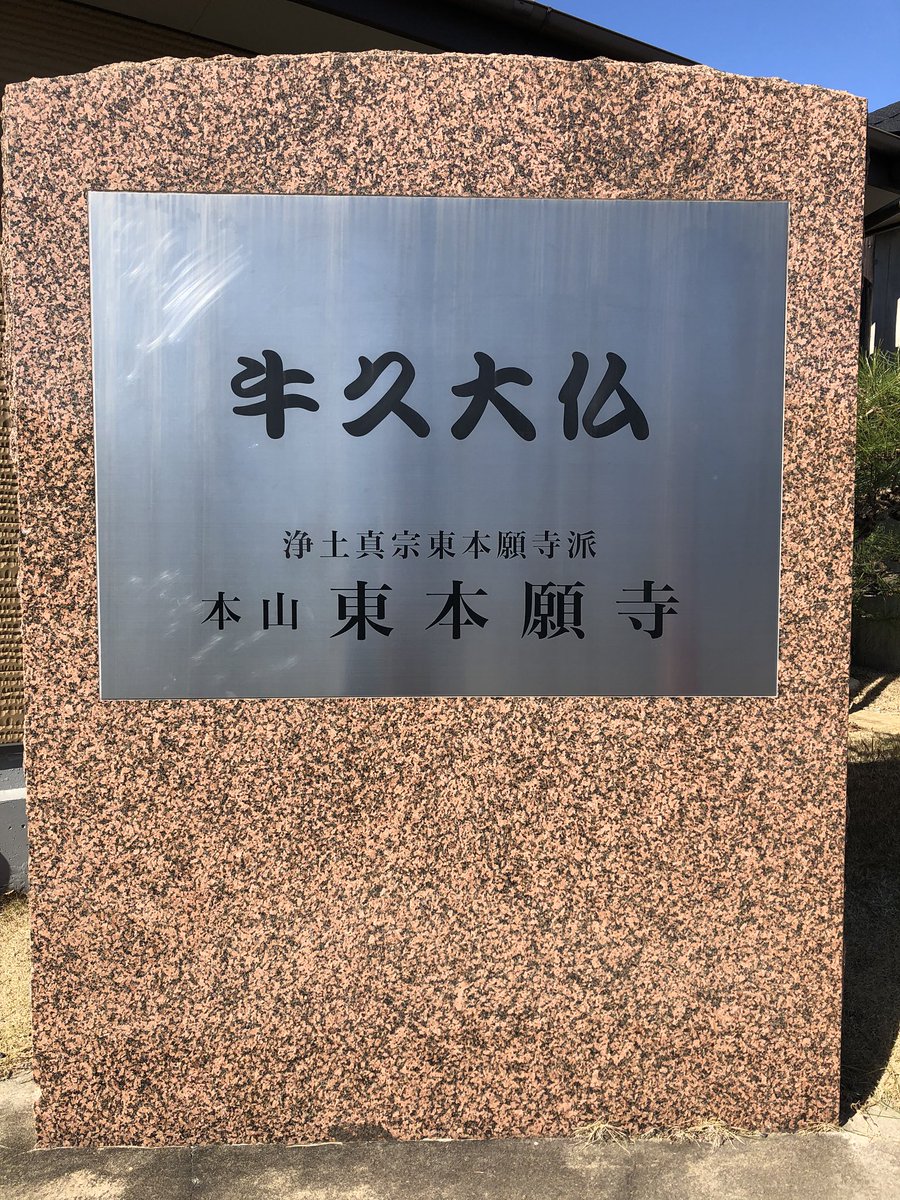 牛久大仏
浄土真宗東本願寺派
本山 東本願寺